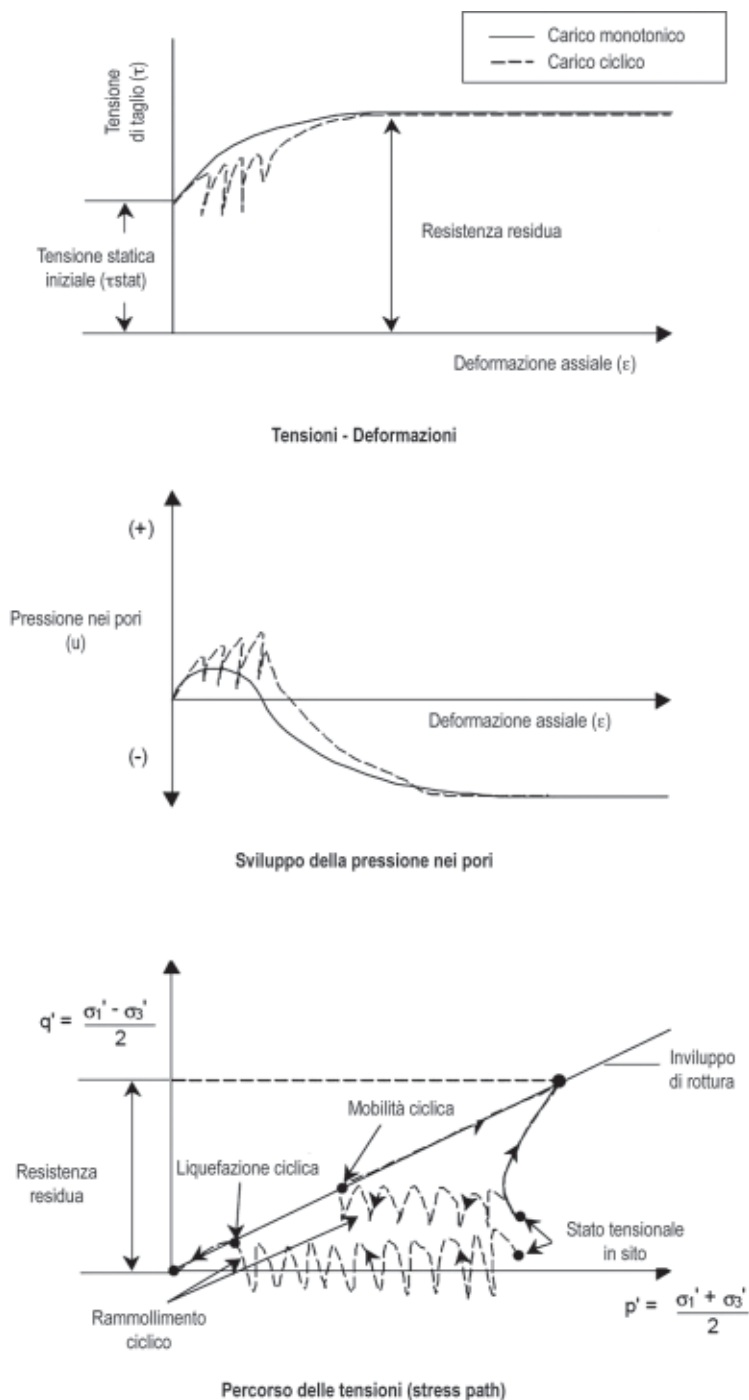 Carico monotonico
Carico ciclico
Tensione
di taglio (τ)
Tensione statica
iniziale (τstat)
Resistenza residua
Deformazione assiale (ε)
Tensioni - Deformazioni
(+)
Pressione nei pori
(u)
Deformazione assiale (ε)
(-)
Sviluppo della pressione nei pori
q' = σ₁' - σ₃'
2
Inviluppo
di rottura
Mobilità ciclica
Resistenza
residua
Liquefazione ciclica
Stato tensionale
in sito
Rammollimento
ciclico
p' = σ₁' + σ₃'
2
Percorso delle tensioni (stress path)